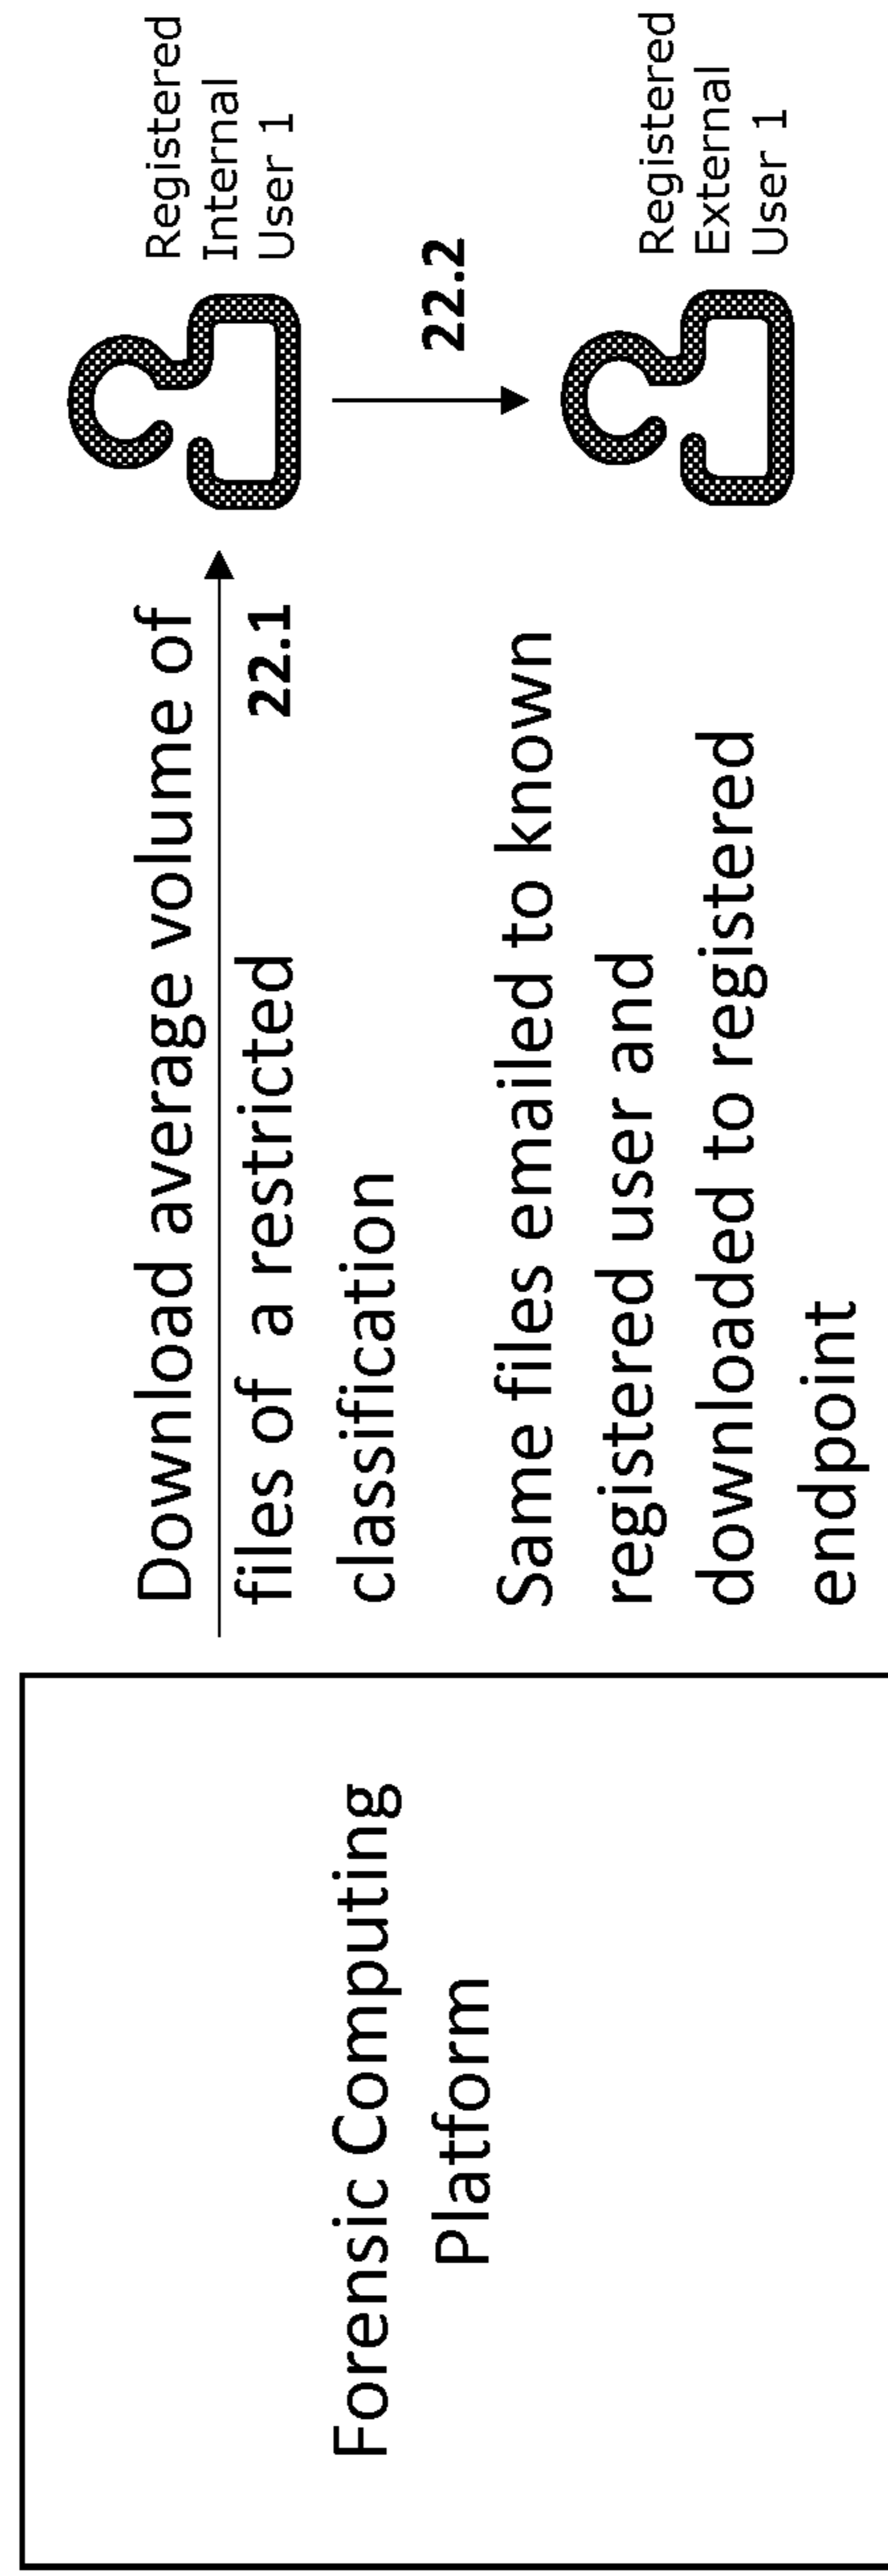 Forensic Computing
Platform
Download average volume of
files of a restricted
classification
22.1
Same files emailed to known
registered user and
downloaded to registered
endpoint
Registered
Internal
User 1
22.2
Registered
External
User 1